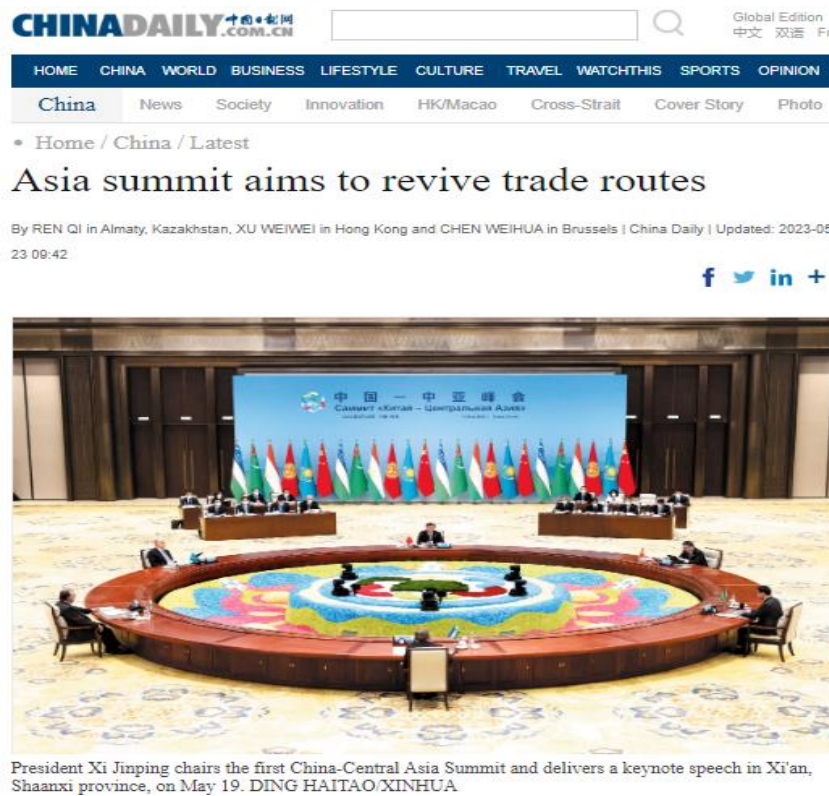 CHINADAILY 中国日报网
.COM.CN
Global Edition
中文 双语 Fr
HOME CHINA WORLD BUSINESS LIFESTYLE CULTURE TRAVEL WATCHTHIS SPORTS OPINION
China News Society Innovation HK/Macao Cross-Strait Cover Story Photo
• Home / China / Latest
Asia summit aims to revive trade routes
By REN QI in Almaty, Kazakhstan, XU WEIWEI in Hong Kong and CHEN WEIHUA in Brussels | China Daily | Updated: 2023-05
23 09:42
f in +
中国—中亚峰会
Саммит «Китай – Центральная Азия»
President Xi Jinping chairs the first China-Central Asia Summit and delivers a keynote speech in Xi'an,
Shaanxi province, on May 19. DING HAITAO/XINHUA